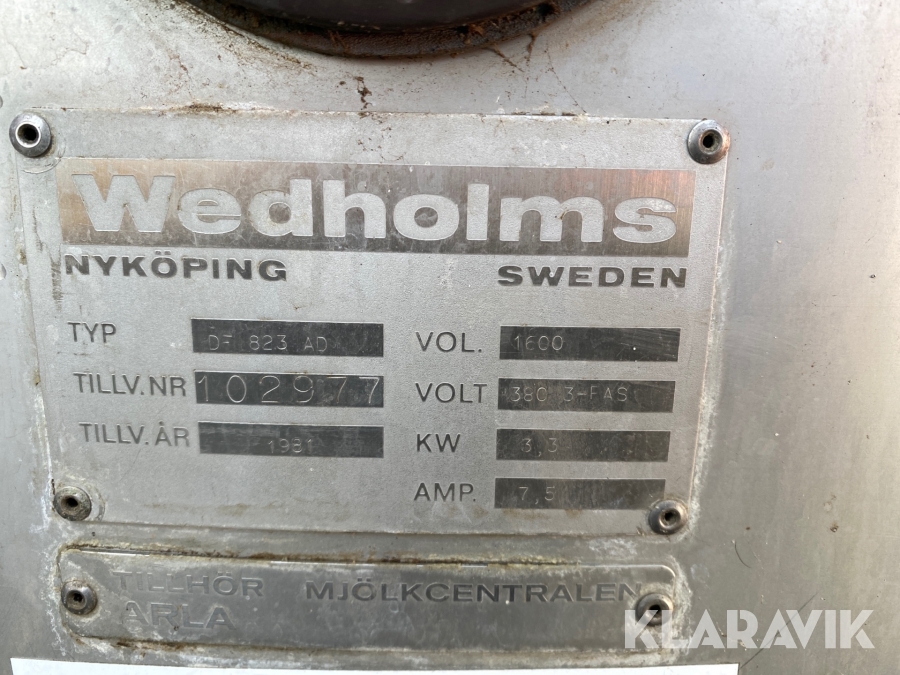 Wedholms
NYKÖPING SWEDEN
TYP DF 823 AD VOL. 1600
TILLV.NR 102977 VOLT 380 3-FAS
TILLV.ÅR 1981 KW 3,3
AMP. 7,5
TILLHÖR MJÖLKCENTRALEN
ARLA
KLARAVIK